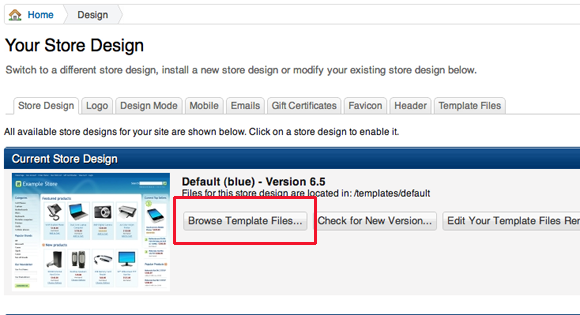 Home Design
Your Store Design
Switch to a different store design, install a new store design or modify your existing store design below.
Store Design Logo Design Mode Mobile Emails Gift Certificates Favicon Header Template Files
All available store designs for your site are shown below. Click on a store design to enable it.
Current Store Design
Example Store
Featured products
Default (blue) - Version 6.5
Files for this store design are located in: /templates/default
Browse Template Files... Check for New Version... Edit Your Template Files Rem